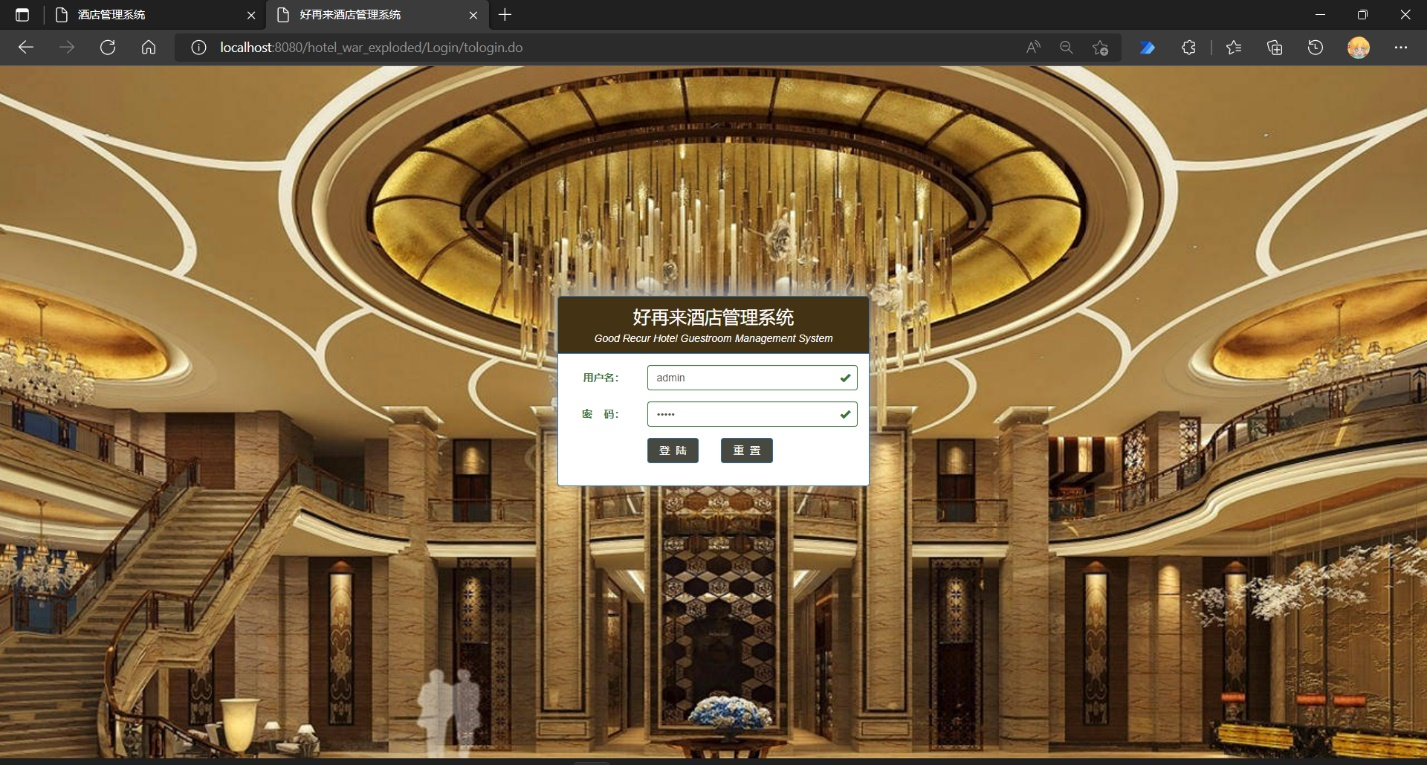 酒店管理系统
好再来酒店管理系统
localhost:8080/hotel_war_exploded/Login/tologin.do
好再来酒店管理系统
Good Recur Hotel Guestroom Management System
用户名：
admin
密 码：
•••••
登 陆
重 置